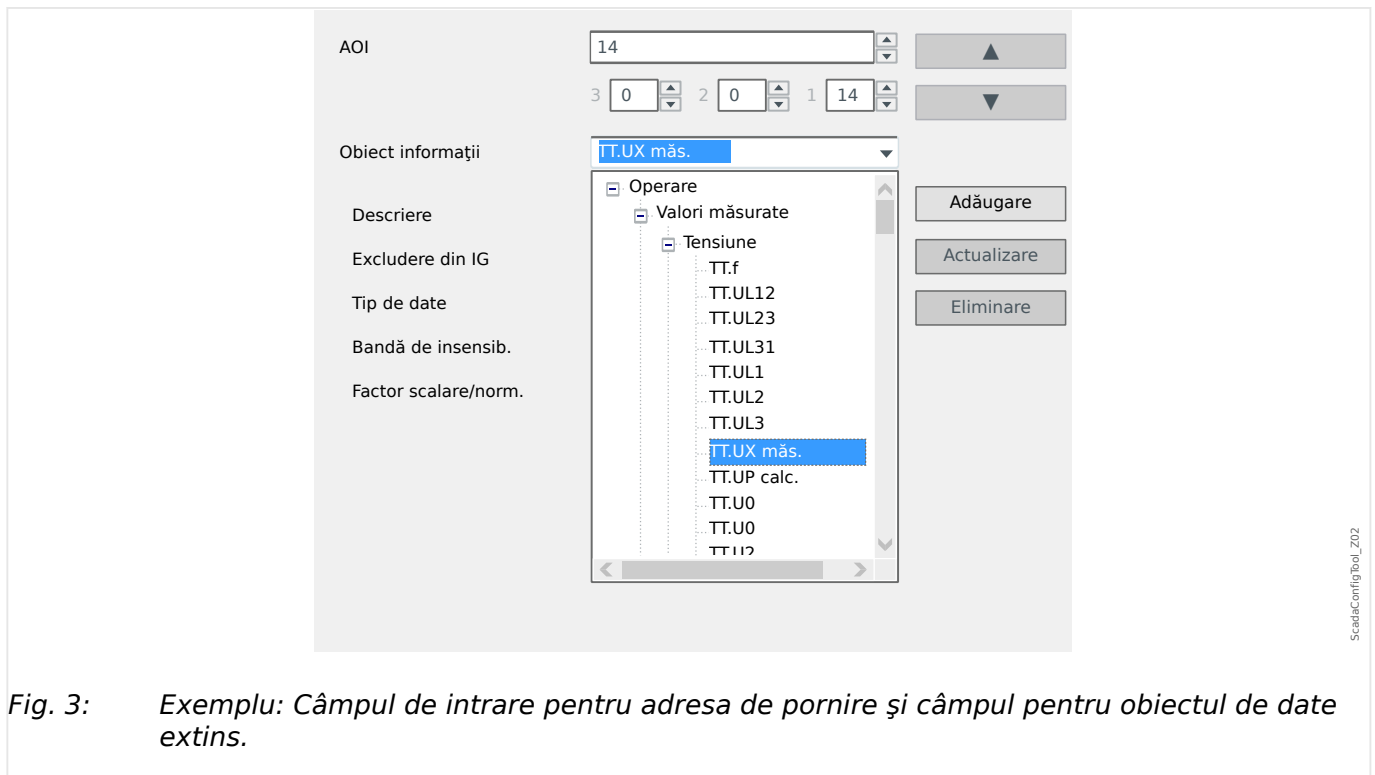 AOI
14
3 0 2 0 1 14
▲
▼
Obiect informaţii
TT.UX măs.
Descriere
Excludere din IG
Tip de date
Bandă de insensib.
Factor scalare/norm.
Operare
Valori măsurate
Tensiune
TT.f
TT.UL12
TT.UL23
TT.UL31
TT.UL1
TT.UL2
TT.UL3
TT.UX măs.
TT.UP calc.
TT.U0
TT.U0
TT.U2
Adăugare
Actualizare
Eliminare
ScadaConfigTool_Z02
Fig. 3: Exemplu: Câmpul de intrare pentru adresa de pornire şi câmpul pentru obiectul de date
extins.